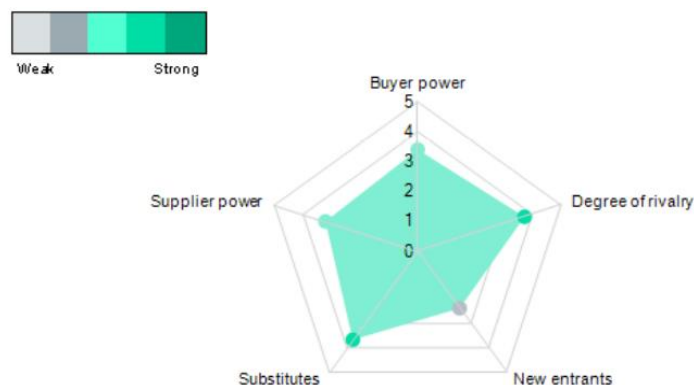 Weak Strong
Buyer power
5
4
3
2
1
0
Supplier power
Degree of rivalry
Substitutes
New entrants